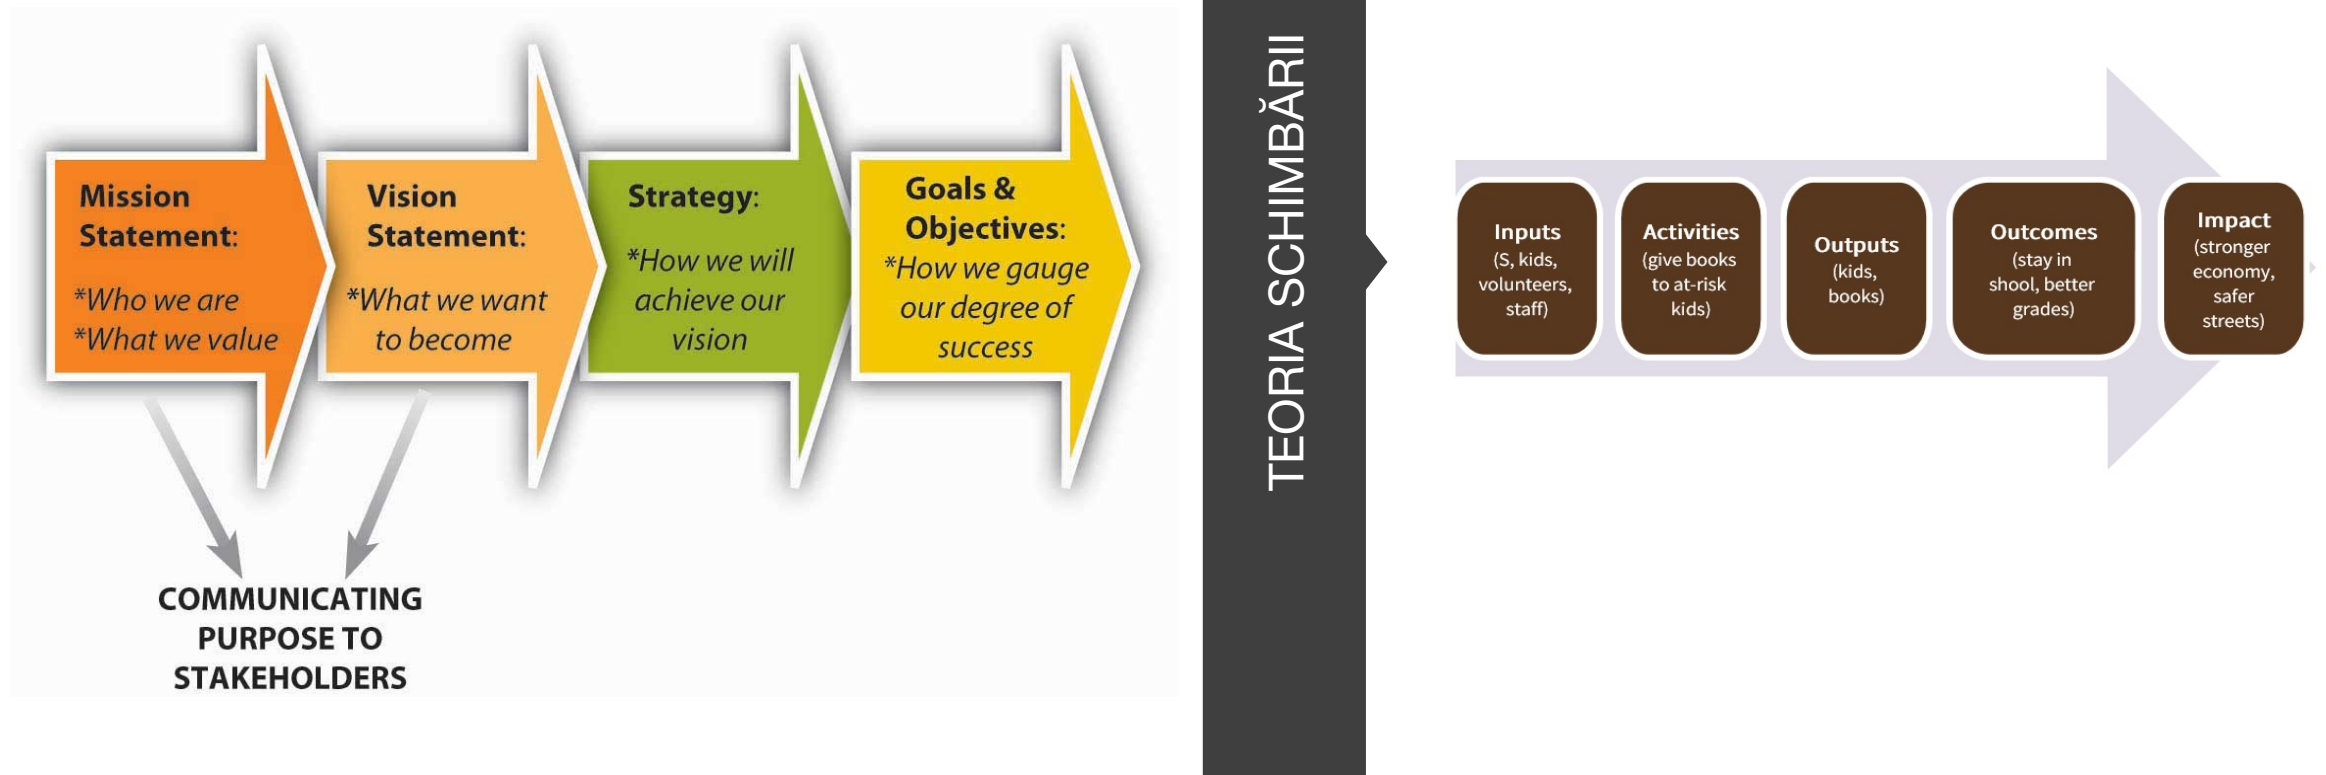 Mission
Statement:
*Who we are
*What we value
Vision
Statement:
*What we want
to become
Strategy:
*How we will
achieve our
vision
Goals &
Objectives:
*How we gauge
our degree of
success
COMMUNICATING
PURPOSE TO
STAKEHOLDERS
TEORIA SCHIMBĂRII
Inputs
(S, kids,
volunteers,
staff)
Activities
(give books
to at-risk
kids)
Outputs
(kids,
books)
Outcomes
(stay in
shool, better
grades)
Impact
(stronger
economy,
safer
streets)